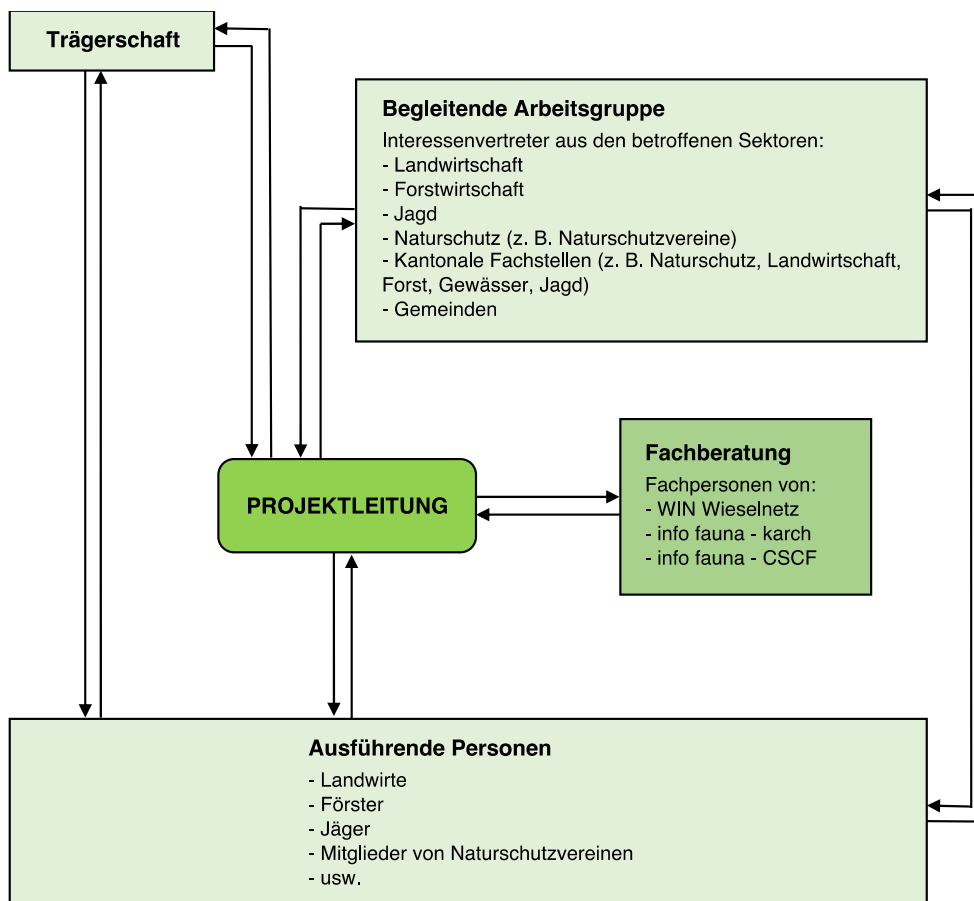 Trägerschaft
Begleitende Arbeitsgruppe
Interessenvertreter aus den betroffenen Sektoren:
- Landwirtschaft
- Forstwirtschaft
- Jagd
- Naturschutz (z. B. Naturschutzvereine)
- Kantonale Fachstellen (z. B. Naturschutz, Landwirtschaft,
Forst, Gewässer, Jagd)
- Gemeinden
PROJEKTLEITUNG
Fachberatung
Fachpersonen von:
- WIN Wieselnetz
- info fauna - karch
- info fauna - CSCF
Ausführende Personen
- Landwirte
- Förster
- Jäger
- Mitglieder von Naturschutzvereinen
- usw.